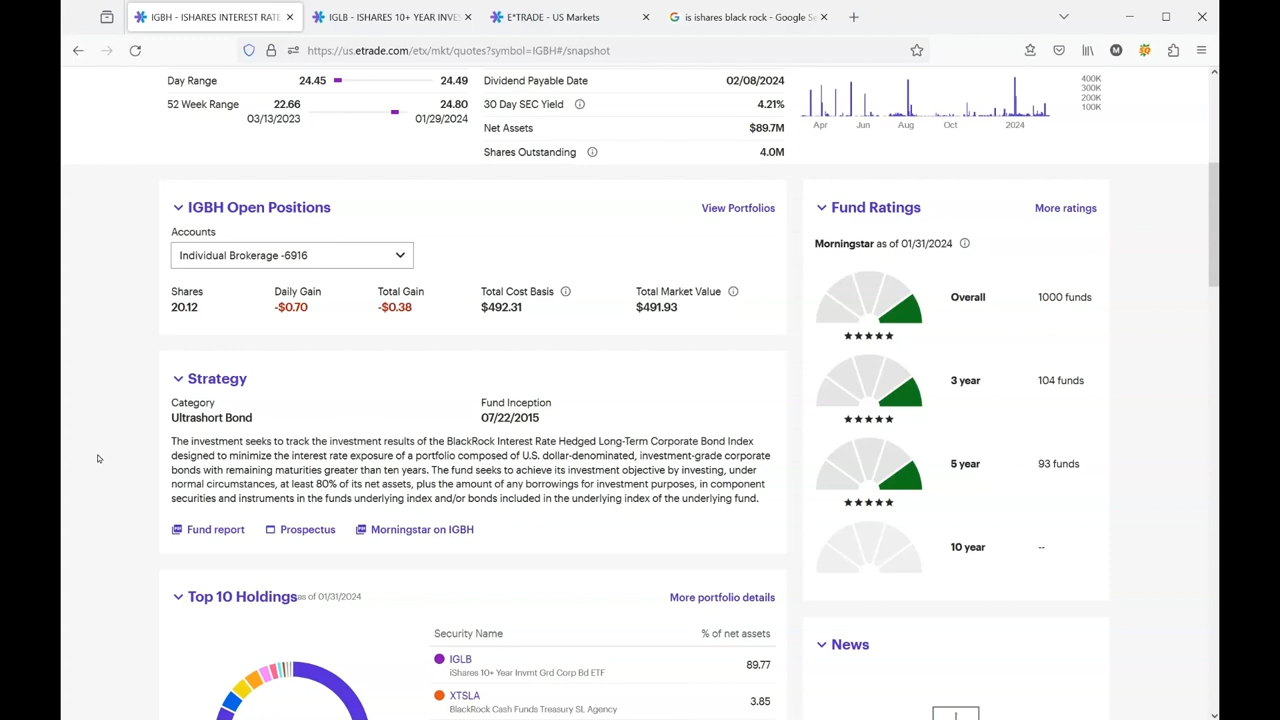 IGBH - ISHARES INTEREST RATE
IGLB - ISHARES 10+ YEAR INVES
E*TRADE - US Markets
is ishares black rock - Google Se
https://us.etrade.com/etx/mkt/quotes?symbol=IGBH#/snapshot
Day Range 24.45 24.49
52 Week Range 22.66 24.80
03/13/2023 01/29/2024
Dividend Payable Date 02/08/2024
30 Day SEC Yield 4.21%
Net Assets $89.7M
Shares Outstanding 4.0M
400K
300K
200K
100K
Apr Jun Aug Oct 2024
IGBH Open Positions View Portfolios
Accounts
Individual Brokerage -6916
Shares Daily Gain Total Gain Total Cost Basis Total Market Value
20.12 -$0.70 -$0.38 $492.31 $491.93
Strategy
Category Fund Inception
Ultrashort Bond 07/22/2015
The investment seeks to track the investment results of the BlackRock Interest Rate Hedged Long-Term Corporate Bond Index
designed to minimize the interest rate exposure of a portfolio composed of U.S. dollar-denominated, investment-grade corporate
bonds with remaining maturities greater than ten years. The fund seeks to achieve its investment objective by investing, under
normal circumstances, at least 80% of its net assets, plus the amount of any borrowings for investment purposes, in component
securities and instruments in the funds underlying index and/or bonds included in the underlying index of the underlying fund.
Fund report Prospectus Morningstar on IGBH
Top 10 Holdings as of 01/31/2024 More portfolio details
Security Name % of net assets
IGLB
iShares 10+ Year Invmt Grd Corp Bd ETF 89.77
XTSLA
BlackRock Cash Funds Treasury SL Agency 3.85
Fund Ratings More ratings
Morningstar as of 01/31/2024
Overall 1000 funds
★★★★★
3 year 104 funds
★★★★★
5 year 93 funds
★★★★★
10 year --
News